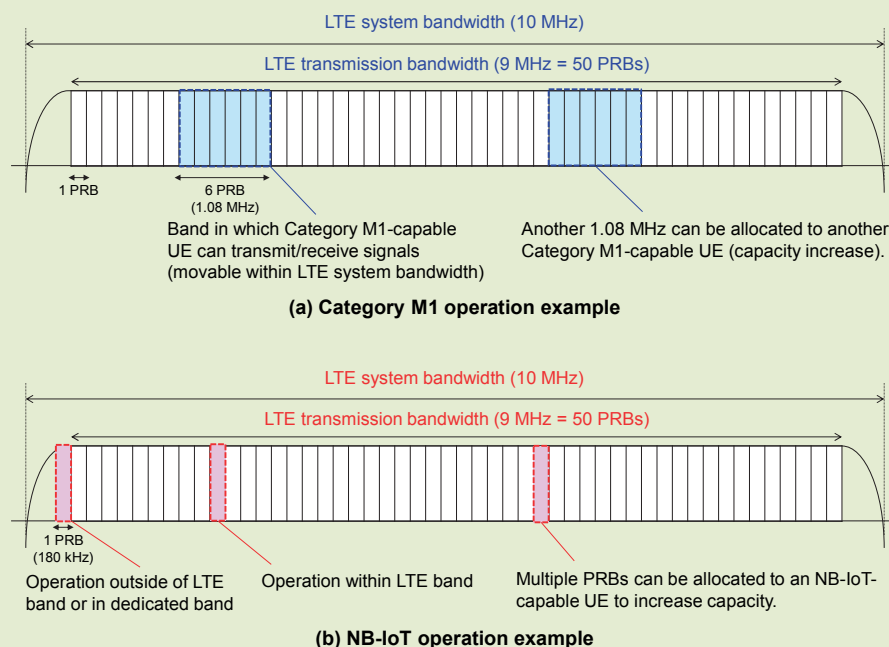 LTE system bandwidth (10 MHz)
LTE transmission bandwidth (9 MHz = 50 PRBs)
1 PRB
6 PRB
(1.08 MHz)
Band in which Category M1-capable
UE can transmit/receive signals
(movable within LTE system bandwidth)
Another 1.08 MHz can be allocated to another
Category M1-capable UE (capacity increase).
(a) Category M1 operation example
LTE system bandwidth (10 MHz)
LTE transmission bandwidth (9 MHz = 50 PRBs)
1 PRB
(180 kHz)
Operation outside of LTE
band or in dedicated band
Operation within LTE band
Multiple PRBs can be allocated to an NB-IoT-
capable UE to increase capacity.
(b) NB-IoT operation example